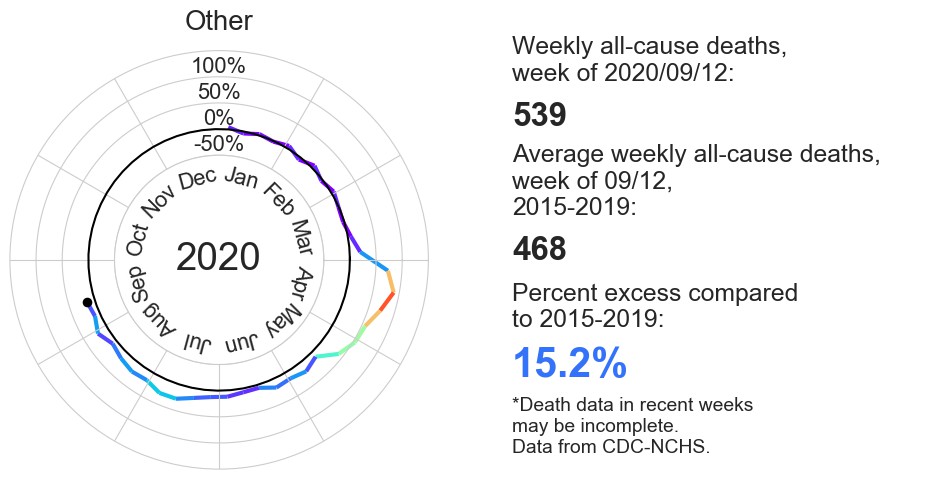 Other
100%
50%
0%
-50%
Jan
Feb
Mar
Apr
May
Jun
Jul
Aug
Sep
Oct
Nov
Dec
2020
Weekly all-cause deaths,
week of 2020/09/12:
539
Average weekly all-cause deaths,
week of 09/12,
2015-2019:
468
Percent excess compared
to 2015-2019:
15.2%
*Death data in recent weeks
may be incomplete.
Data from CDC-NCHS.